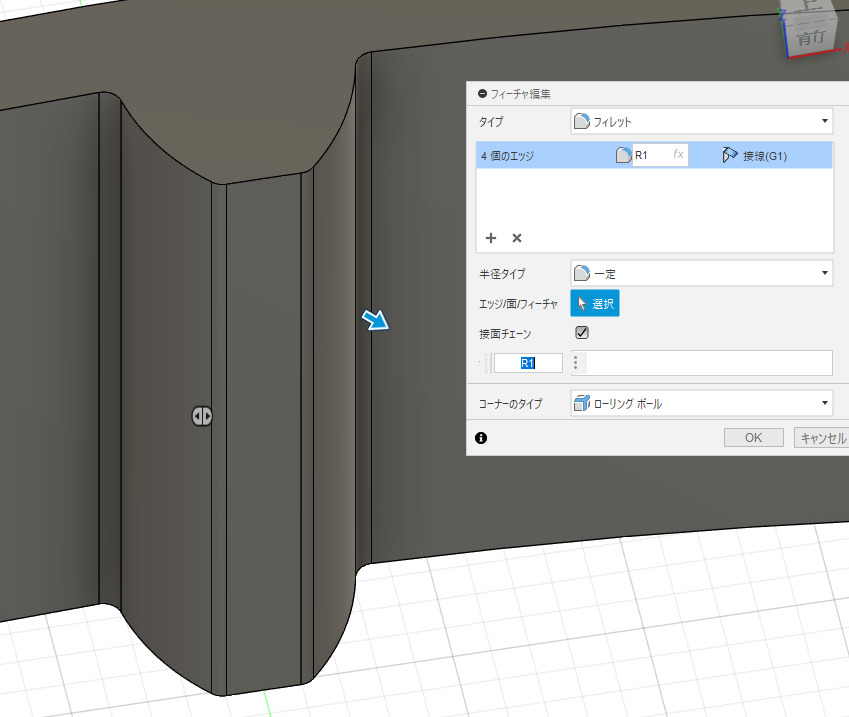 上
前
Z
X
フィーチャ編集
タイプ
フィレット
4 個のエッジ
R1
fx
接線(G1)
半径タイプ
一定
エッジ/面/フィーチャ
選択
接面チェーン
R1
コーナーのタイプ
ローリング ボール
OK
キャンセル